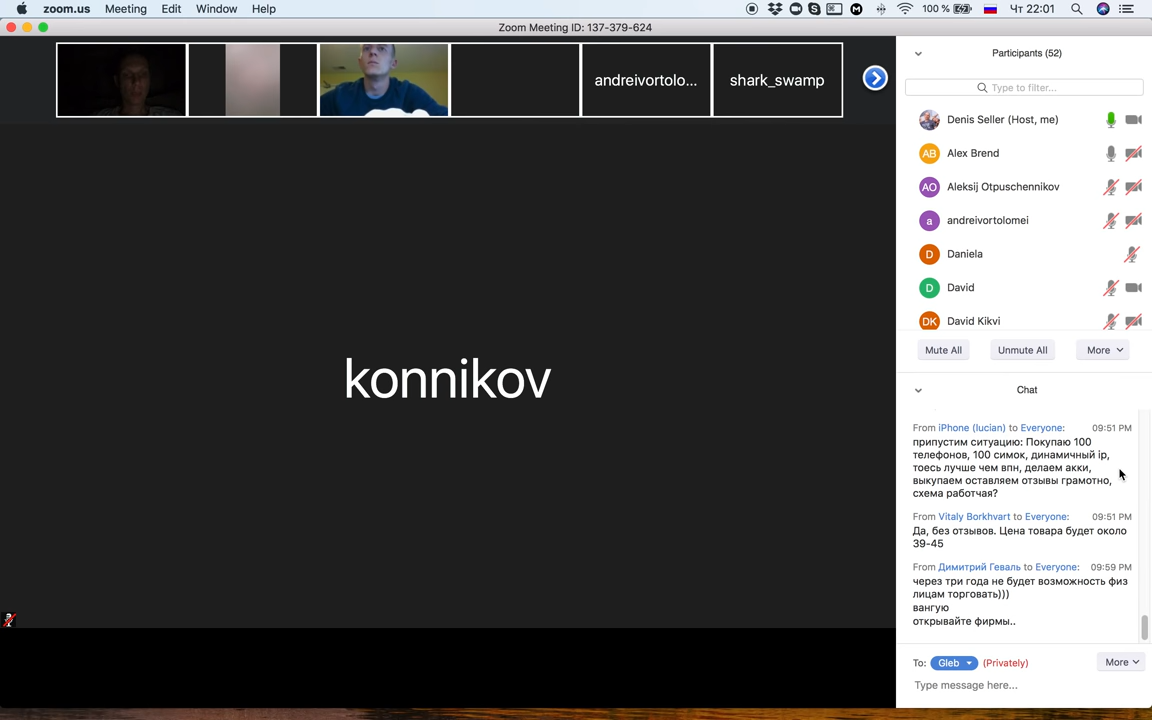 zoom.us Meeting Edit Window Help 100 % Чт 22:01
Zoom Meeting ID: 137-379-624
andreivortolo... shark_swamp
konnikov
Participants (52)
Type to filter...
Denis Seller (Host, me)
AB Alex Brend
AO Aleksij Otpuschennikov
a andreivortolomei
D Daniela
D David
DK David Kikvi
Mute All Unmute All More
Chat
From iPhone (lucian) to Everyone: 09:51 PM
припустим ситуацию: Покупаю 100
телефонов, 100 симок, динамичный ip,
тоесь лучше чем впн, делаем акки,
выкупаем оставляем отзывы грамотно,
схема работчая?
From Vitaly Borkhvart to Everyone: 09:51 PM
Да, без отзывов. Цена товара будет около
39-45
From Димитрий Геваль to Everyone: 09:59 PM
через три года не будет возможность физ
лицам торговать)))
вангую
открывайте фирмы..
To: Gleb (Privately) More
Type message here...